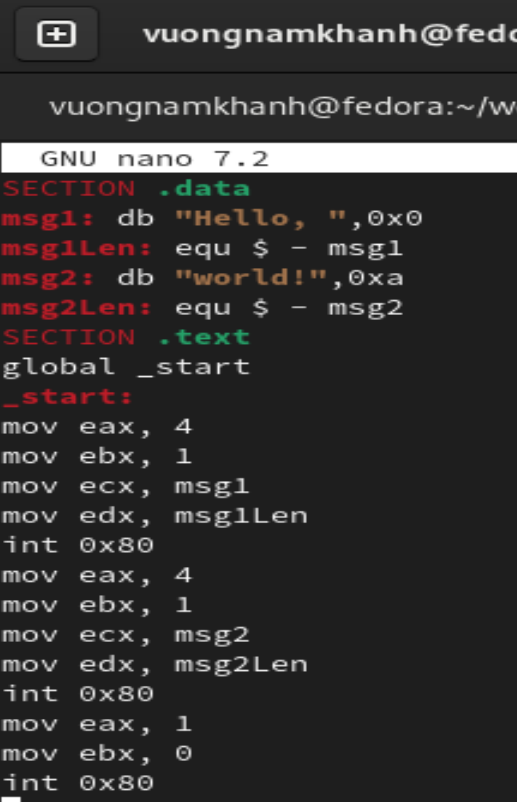 vuongnamkhanh@fedo
vuongnamkhanh@fedora:~/w
GNU nano 7.2
SECTION .data
msg1: db "Hello, ",0x0
msg1Len: equ $ - msg1
msg2: db "world!",0xa
msg2Len: equ $ - msg2
SECTION .text
global _start
_start:
mov eax, 4
mov ebx, 1
mov ecx, msg1
mov edx, msg1Len
int 0x80
mov eax, 4
mov ebx, 1
mov ecx, msg2
mov edx, msg2Len
int 0x80
mov eax, 1
mov ebx, 0
int 0x80